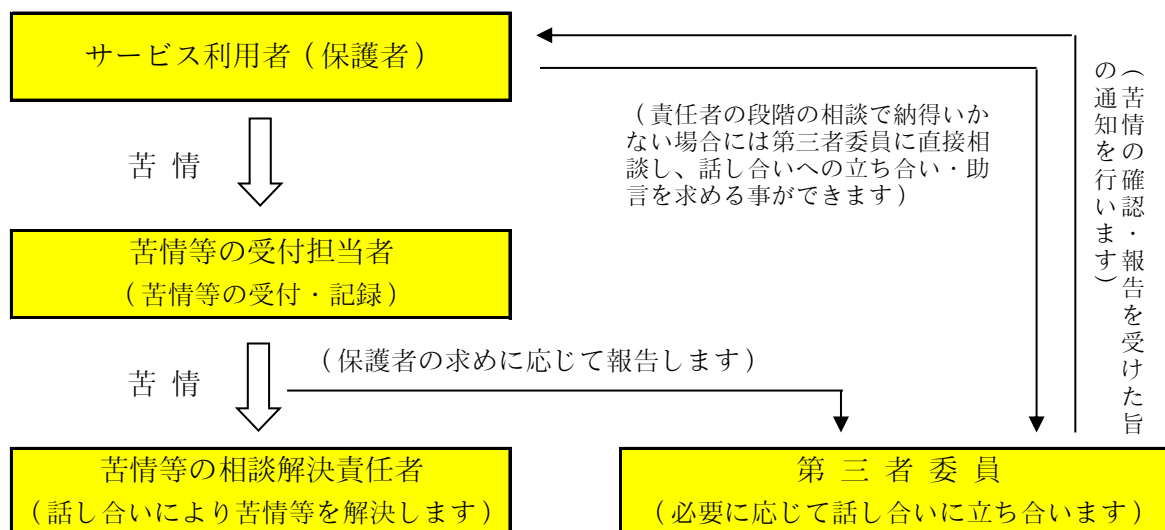 サービス利用者（保護者）
（責任者の段階の相談で納得いか
ない場合には第三者委員に直接相
談し、話し合いへの立ち合い・助
言を求める事ができます）
（苦情の確認・報告を受けた旨
の通知を行います）
苦 情
苦情等の受付担当者
（苦情等の受付・記録）
苦 情
（保護者の求めに応じて報告します）
苦情等の相談解決責任者
（話し合いにより苦情等を解決します）
第 三 者 委 員
（必要に応じて話し合いに立ち合います）